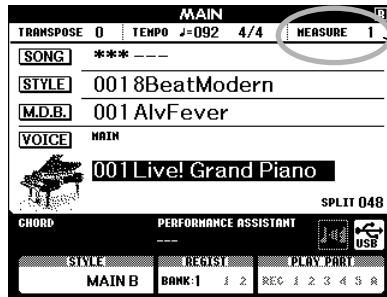 MAIN
TRANSPOSE 0 TEMPO ♩=092 4/4 MEASURE 1
SONG *** ---
STYLE 001 8BeatModern
M.D.B. 001 AlvFever
VOICE MAIN
001 Live! Grand Piano
SPLIT 048
CHORD PERFORMANCE ASSISTANT
---
USB
STYLE REGIST PLAY PART
MAIN B BANK:1 1 2 REC 1 2 3 4 5 A